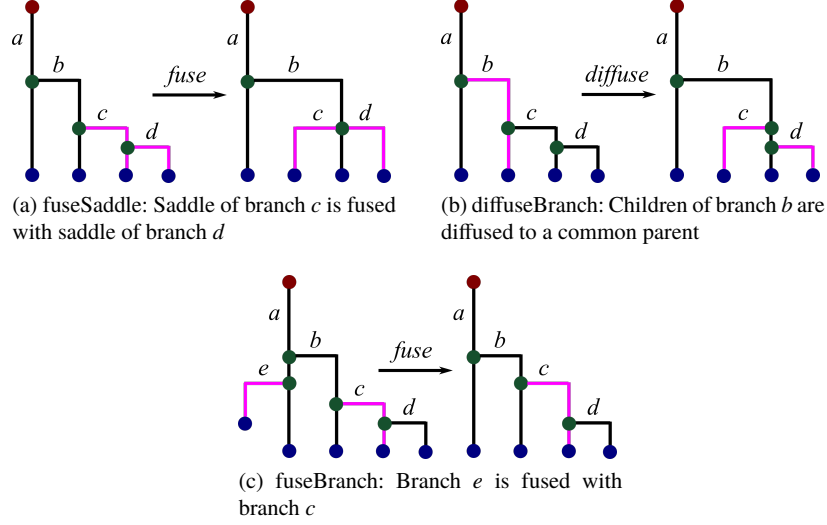 a
b
c
d
fuse
a
b
c
d
a
b
c
d
diffuse
a
b
c
d
(a) fuseSaddle: Saddle of branch c is fused
with saddle of branch d
(b) diffuseBranch: Children of branch b are
diffused to a common parent
a
b
e
c
d
fuse
a
b
c
d
(c) fuseBranch: Branch e is fused with
branch c